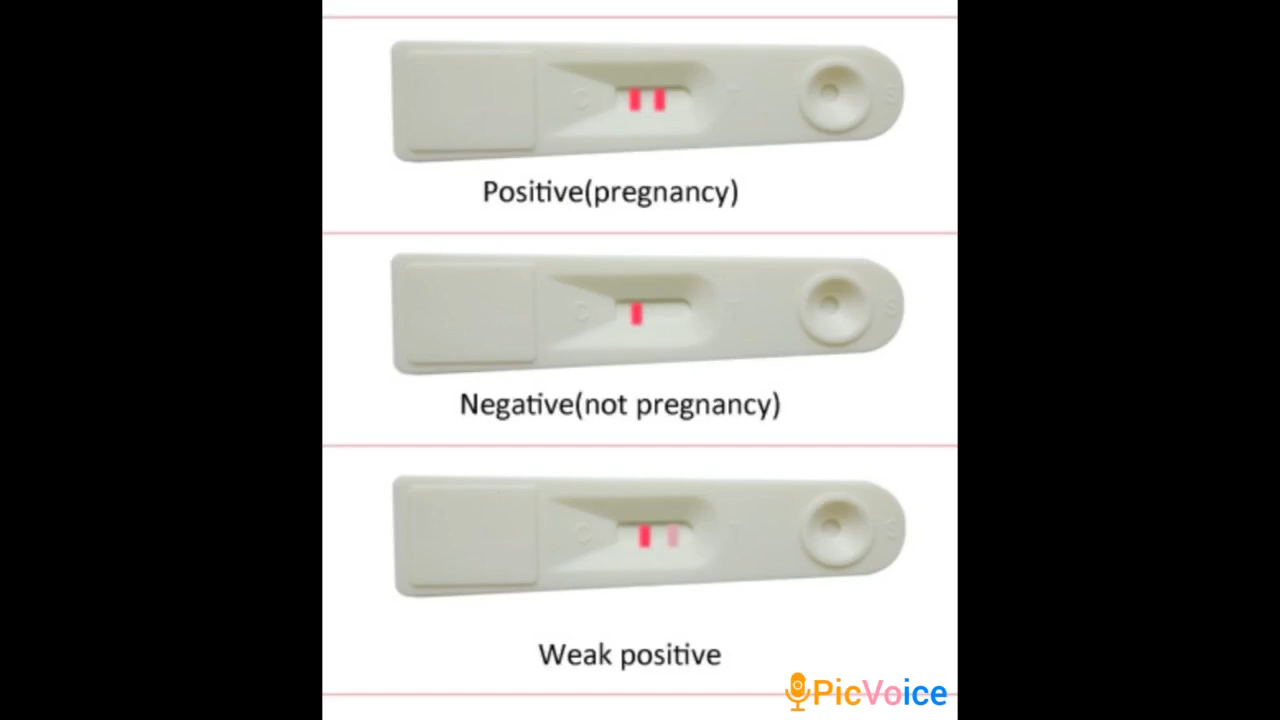 C T S
Positive(pregnancy)
C T S
Negative(not pregnancy)
C T S
Weak positive
PicVoice